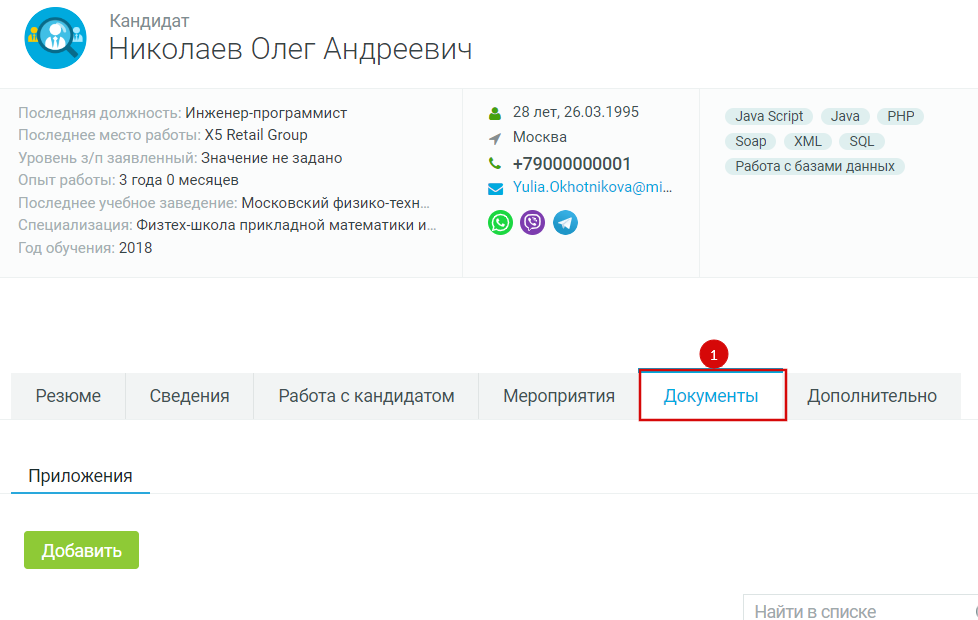 Кандидат
Николаев Олег Андреевич
Последняя должность: Инженер-программист
Последнее место работы: X5 Retail Group
Уровень з/п заявленный: Значение не задано
Опыт работы: 3 года 0 месяцев
Последнее учебное заведение: Московский физико-техн...
Специализация: Физтех-школа прикладной математики и...
Год обучения: 2018
28 лет, 26.03.1995
Москва
+79000000001
Yulia.Okhotnikova@mi...
Java Script Java PHP
Soap XML SQL
Работа с базами данных
1
Резюме Сведения Работа с кандидатом Мероприятия Документы Дополнительно
Приложения
Добавить
Найти в списке